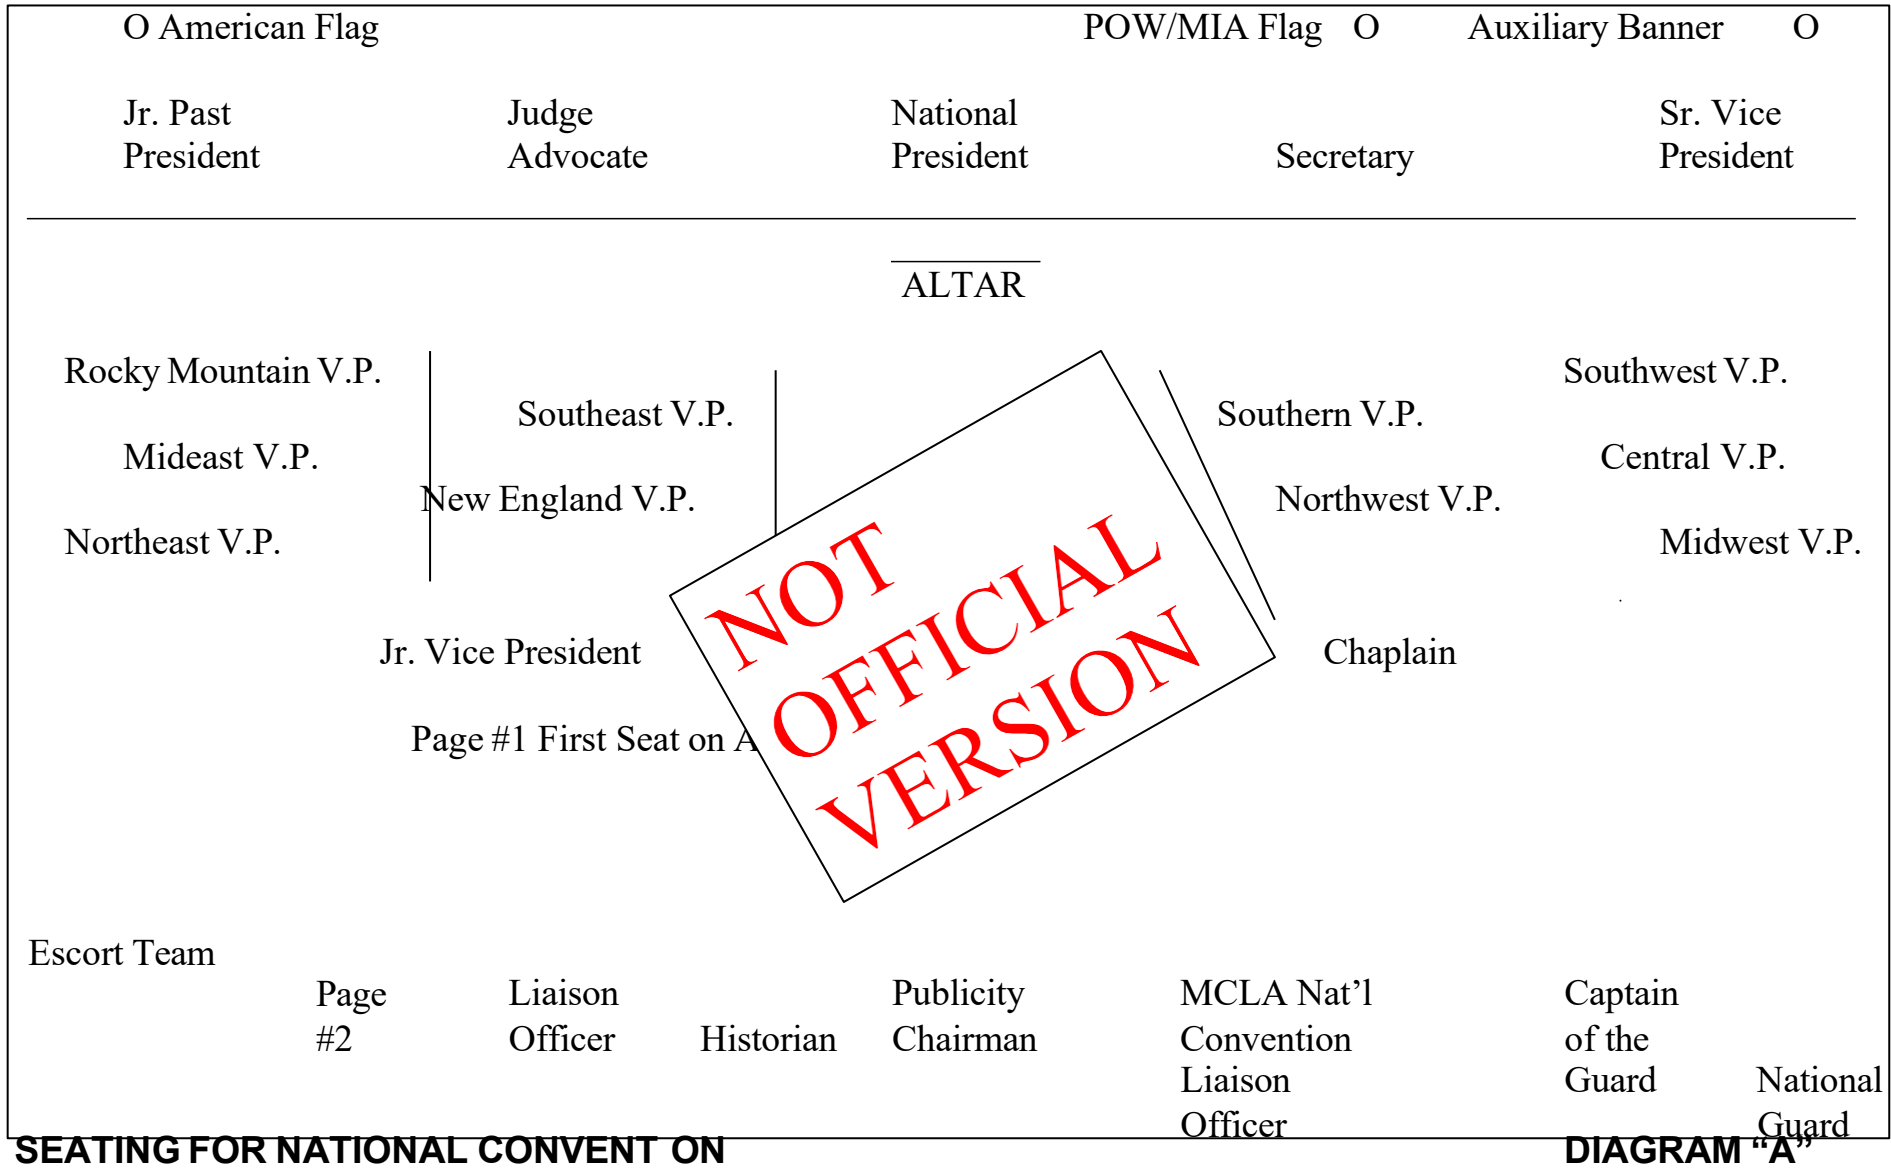 O American Flag POW/MIA Flag O Auxiliary Banner O
Jr. Past Judge National Sr. Vice
President Advocate President Secretary President
ALTAR
Rocky Mountain V.P. Southwest V.P.
Southeast V.P. Southern V.P.
Mideast V.P. Central V.P.
New England V.P. Northwest V.P.
Northeast V.P. Midwest V.P.
NOT
OFFICIAL
VERSION
Jr. Vice President Chaplain
Page #1 First Seat on A
Escort Team
Page Liaison Publicity MCLA Nat’l Captain
#2 Officer Historian Chairman Convention of the
Liaison Guard National
Officer Guard
SEATING FOR NATIONAL CONVENT ON DIAGRAM “A”